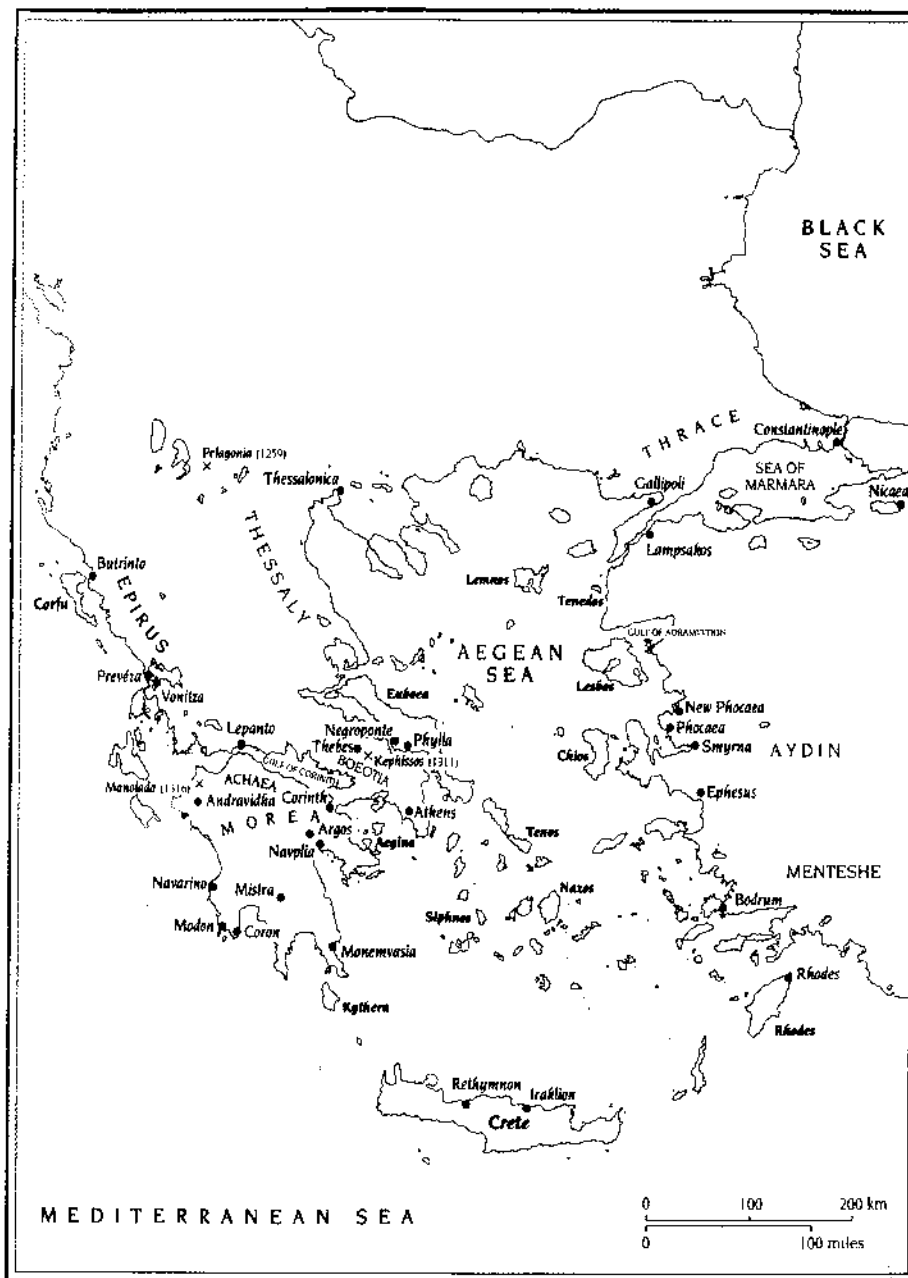 BLACK
SEA
THRACE
Constantinople
Pelagonia (1259)
Thessalonica
SEA OF
MARMARA
Gallipoli
Nicaea
THESSALY
Lampsakos
Butrinto
Lemnos
Tenedos
Corfu
EPIRUS
GULF OF ADRAMYTTION
AEGEAN
SEA
Prevéza
Lesbos
Vonitza
Euboea
New Phocaea
Lepanto
Negroponte
Phocaea
Thebes
Phylla
Smyrna
AYDIN
Kephissos (1311)
BOEOTIA
Chios
GULF OF CORINTH
ACHAEA
Manolada (1316)
Ephesus
Andravidha
Corinth
Athens
MOREA
Argos
Aegina
Tenos
Navplia
MENTESHE
Navarino
Mistra
Naxos
Bodrum
Siphnos
Modon
Coron
Monemvasia
Rhodes
Kythera
Rhodes
Rethymnon
Iraklion
Crete
MEDITERRANEAN SEA
0 100 200 km
0 100 miles